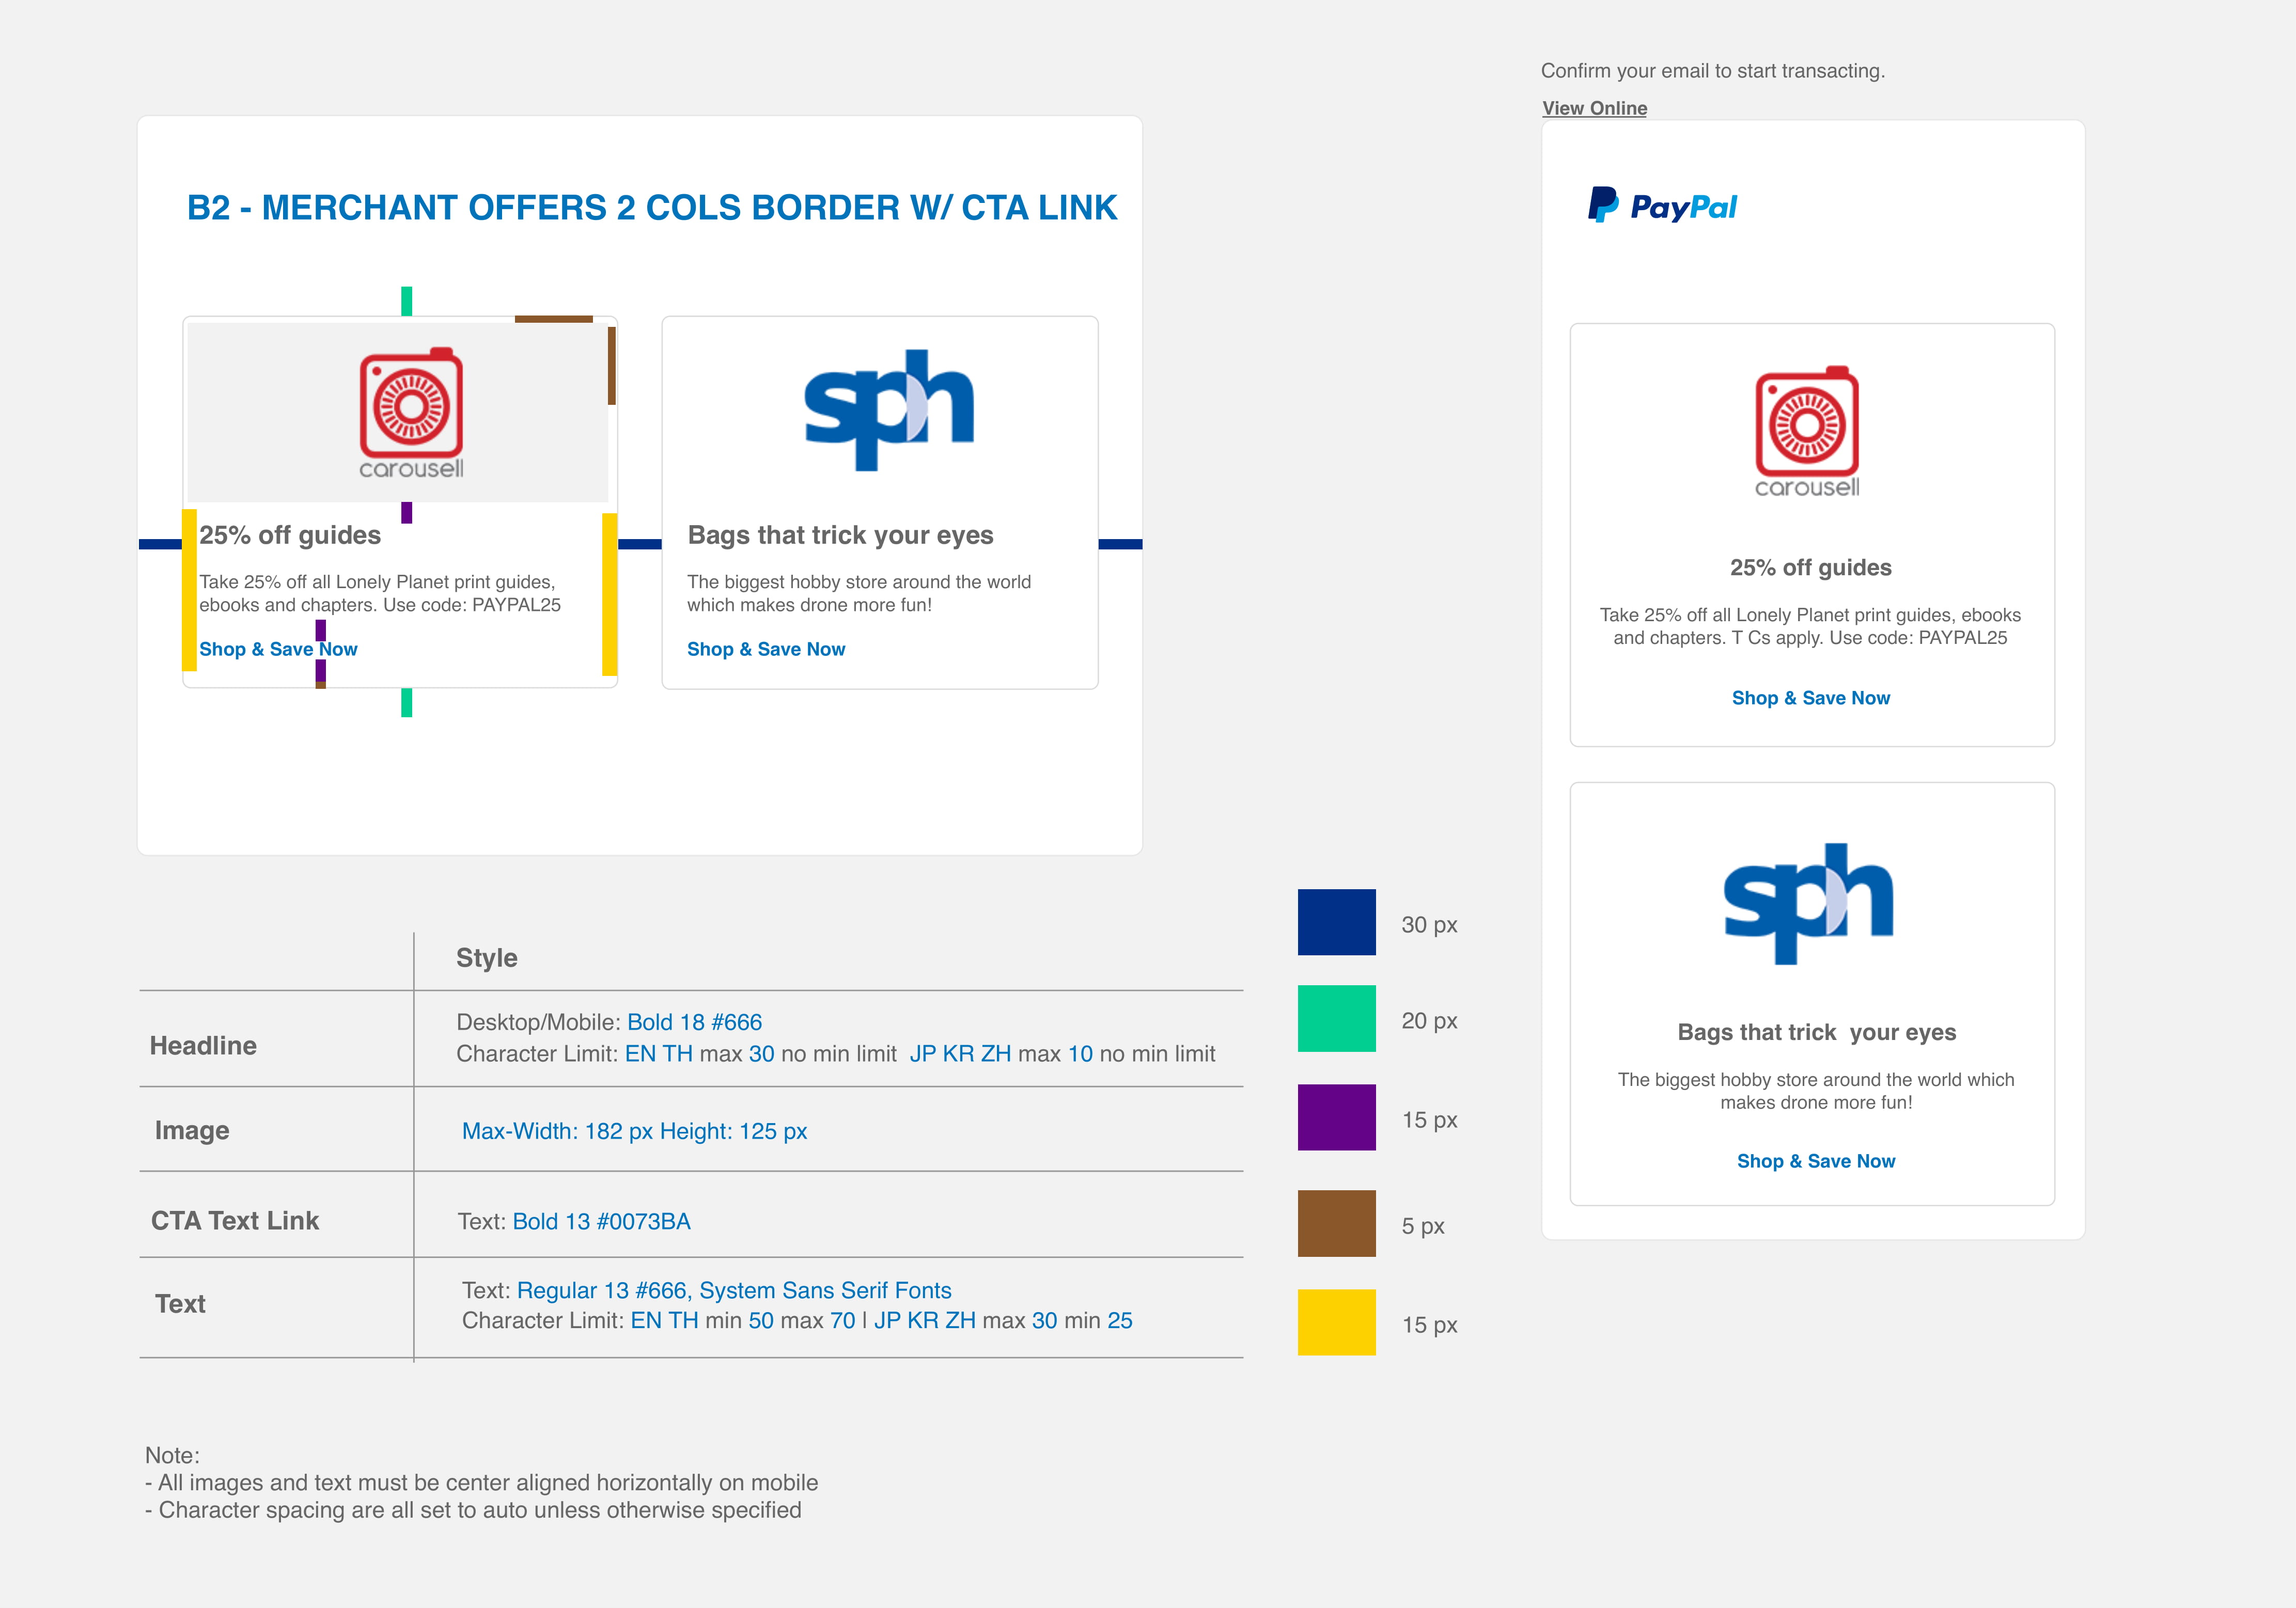 Confirm your email to start transacting.
View Online
B2 - MERCHANT OFFERS 2 COLS BORDER W/ CTA LINK
carousell
25% off guides
Take 25% off all Lonely Planet print guides,
ebooks and chapters. Use code: PAYPAL25
Shop & Save Now
sph
Bags that trick your eyes
The biggest hobby store around the world
which makes drone more fun!
Shop & Save Now
PayPal
carousell
25% off guides
Take 25% off all Lonely Planet print guides, ebooks
and chapters. T Cs apply. Use code: PAYPAL25
Shop & Save Now
sph
Bags that trick  your eyes
The biggest hobby store around the world which
makes drone more fun!
Shop & Save Now
Style
Headline
Desktop/Mobile: Bold 18 #666
Character Limit: EN TH max 30 no min limit  JP KR ZH max 10 no min limit
Image
Max-Width: 182 px Height: 125 px
CTA Text Link
Text: Bold 13 #0073BA
Text
Text: Regular 13 #666, System Sans Serif Fonts
Character Limit: EN TH min 50 max 70 | JP KR ZH max 30 min 25
30 px
20 px
15 px
5 px
15 px
Note:
- All images and text must be center aligned horizontally on mobile
- Character spacing are all set to auto unless otherwise specified